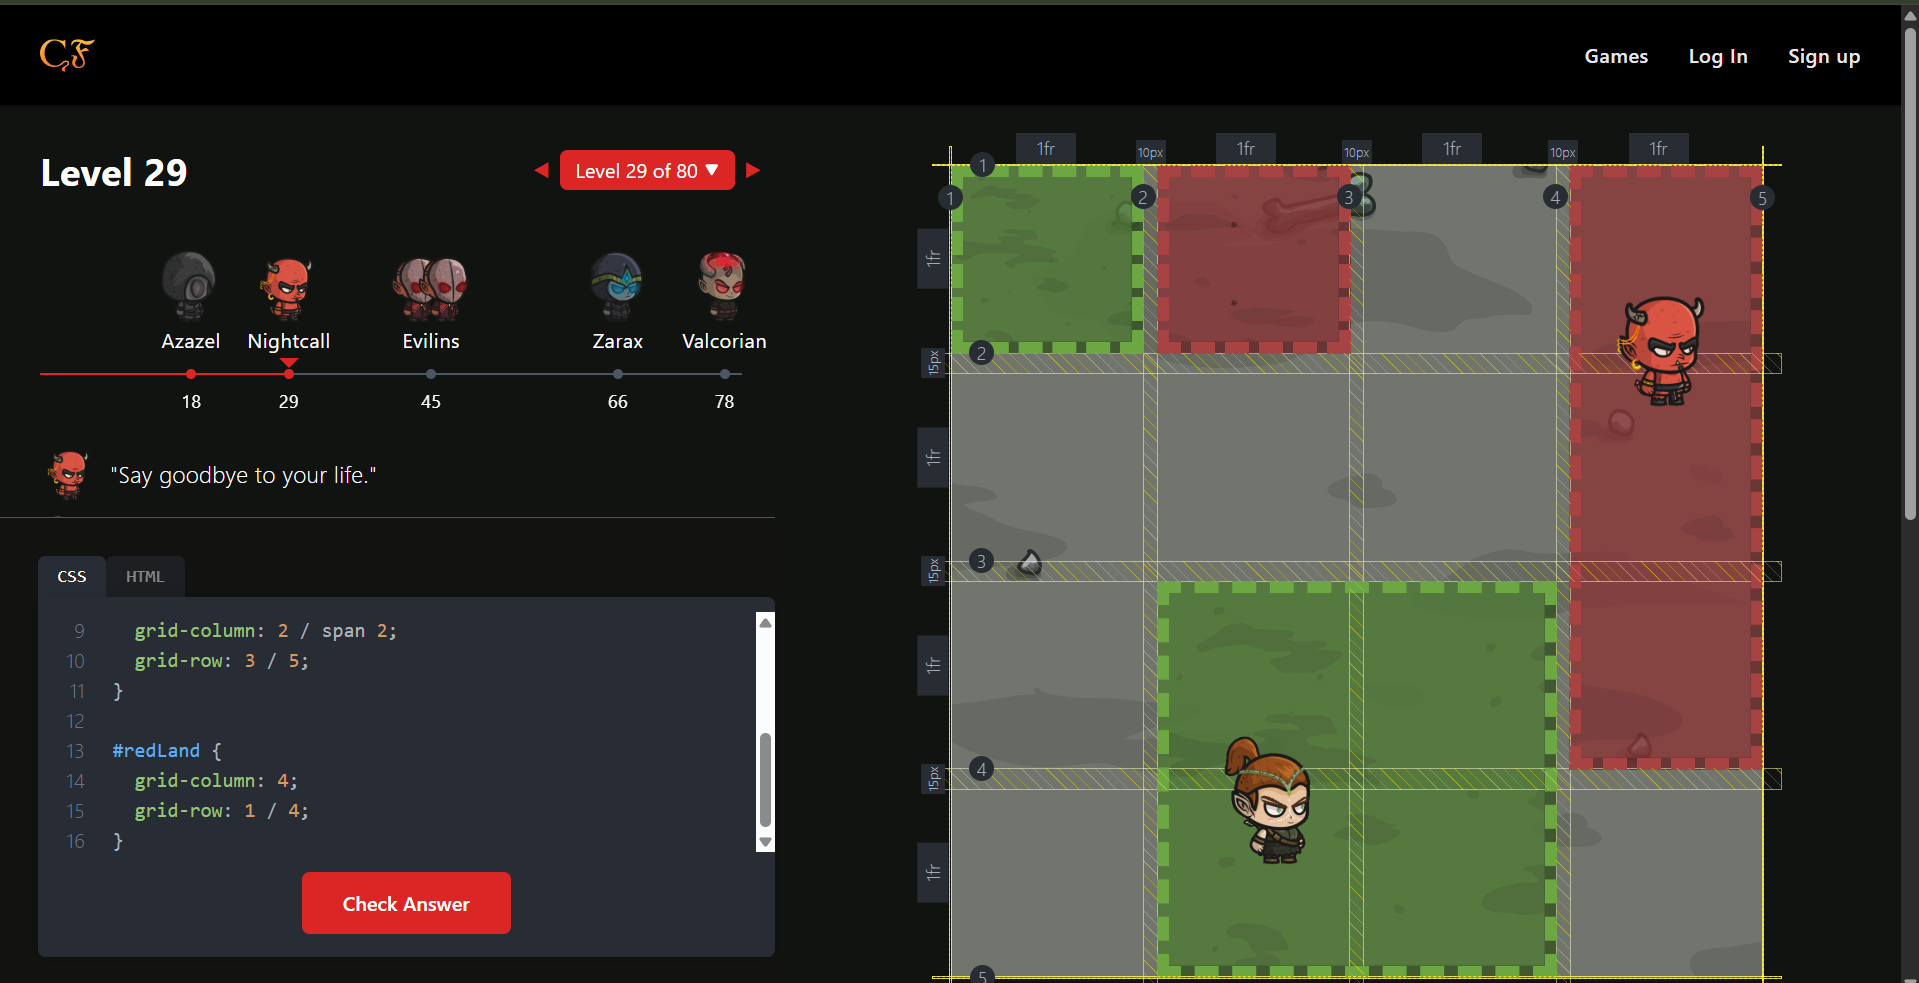 CF
Games Log In Sign up
Level 29
Level 29 of 80 ▼
Azazel Nightcall Evilins Zarax Valcorian
18 29 45 66 78
"Say goodbye to your life."
CSS HTML
9 grid-column: 2 / span 2;
10 grid-row: 3 / 5;
11 }
12
13 #redLand {
14 grid-column: 4;
15 grid-row: 1 / 4;
16 }
Check Answer
1fr 10px 1fr 10px 1fr 10px 1fr
1
1 2 3 4 5
1fr
2
15px
1fr
3
15px
1fr
4
15px
1fr
5